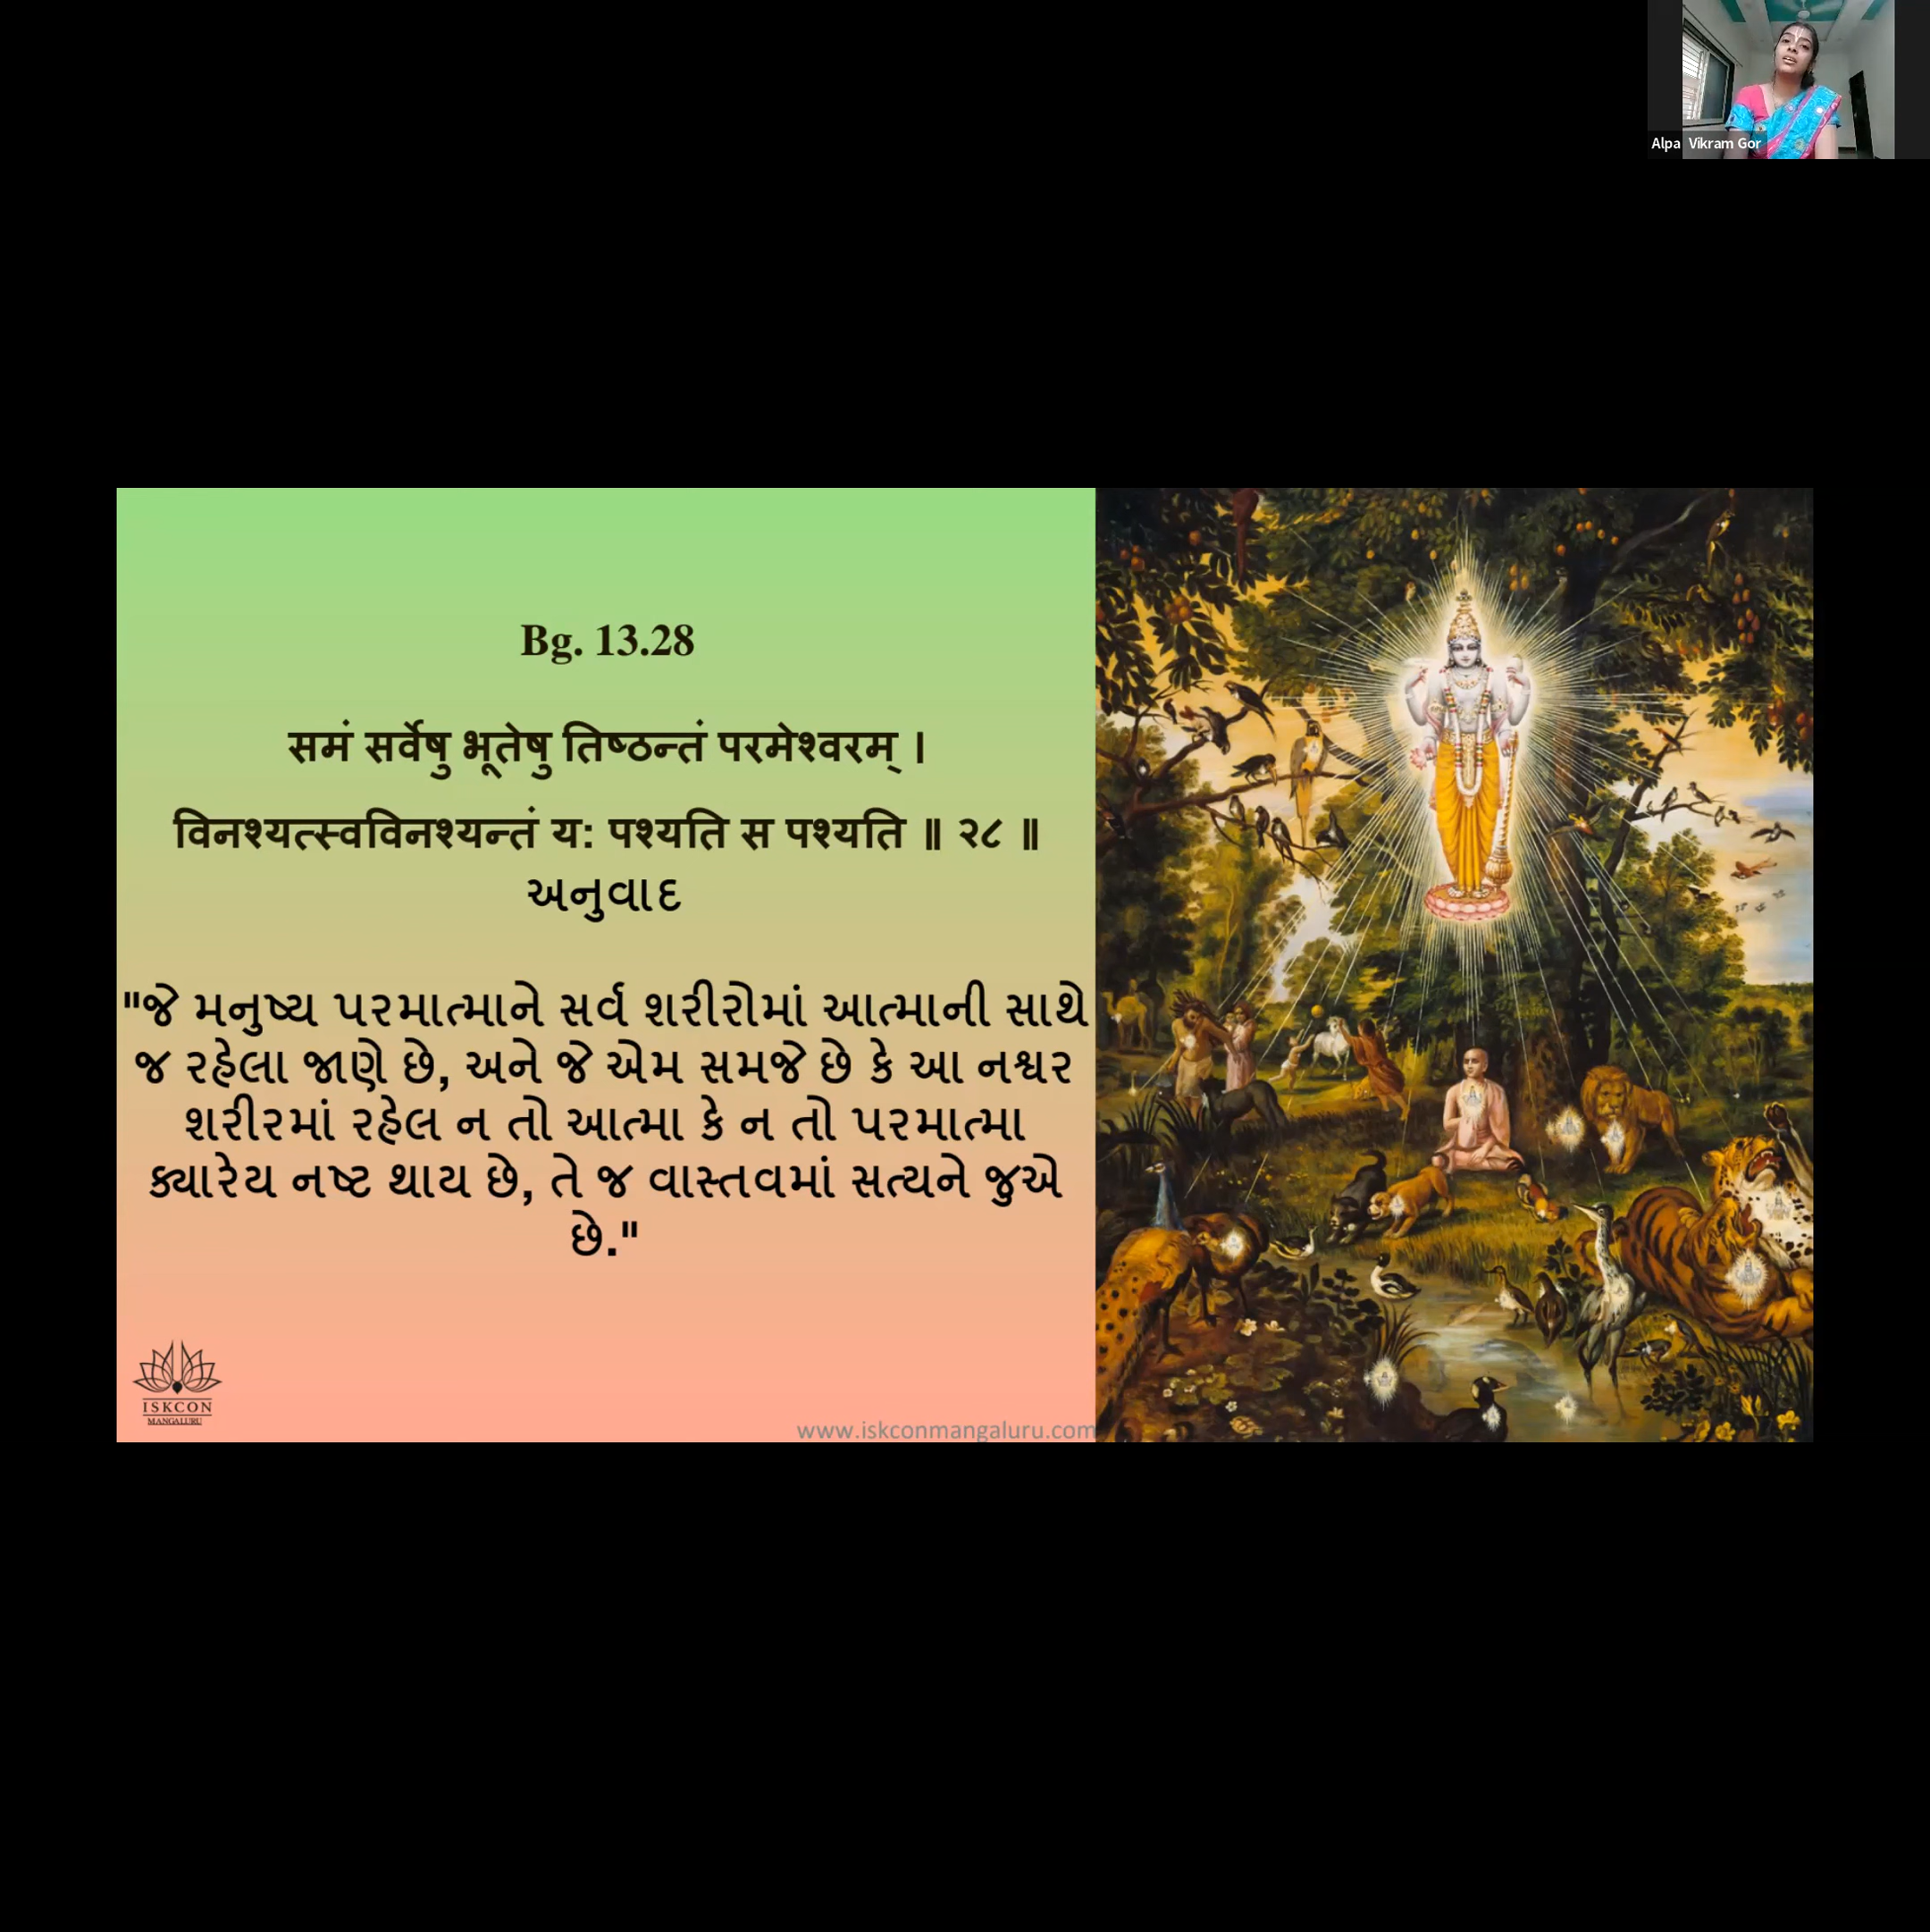 Alpa Vikram Gor
Bg. 13.28
समं सर्वेषु भूतेषु तिष्ठन्तं परमेश्वरम् ।
विनश्यत्स्वविनश्यन्तं य: पश्यति स पश्यति ॥ २८ ॥
અનુવાદ
"જે મનુષ્ય પરમાત્માને સર્વ શરીરોમાં આત્માની સાથે
જ રહેલા જાણે છે, અને જે એમ સમજે છે કે આ નશ્વર
શરીરમાં રહેલ ન તો આત્મા કે ન તો પરમાત્મા
ક્યારેય નષ્ટ થાય છે, તે જ વાસ્તવમાં સત્યને જુએ
છે."
ISKCON
MANGALURU
www.iskconmangaluru.com